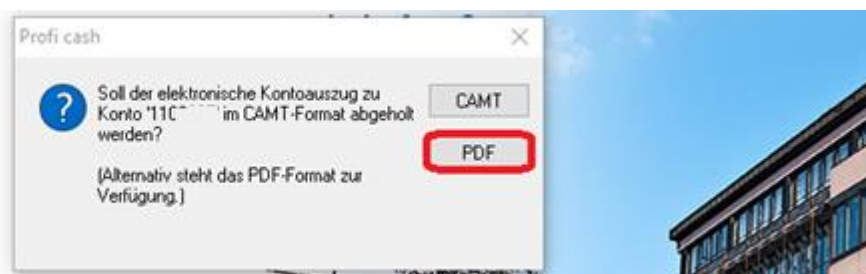 Profi cash
Soll der elektronische Kontoauszug zu
Konto '110 im CAMT-Format abgeholt
werden?
(Alternativ steht das PDF-Format zur
Verfügung.)
CAMT
PDF